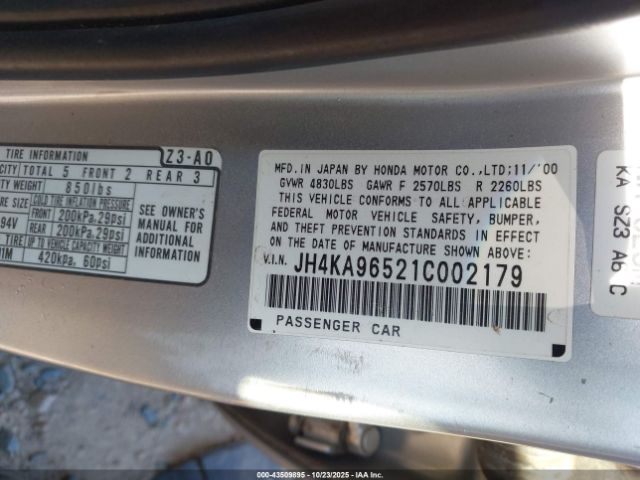 TIRE INFORMATION
Z3-A0
CITY TOTAL 5 FRONT 2 REAR 3
CITY WEIGHT 850lbs
COLD TIRE INFLATION PRESSURE
FRONT 200kPa,29psi
94V REAR 200kPa,29psi
UP TO VEHICLE CAPACITY WEIGHT
01M 420kPa, 60psi
SEE OWNER'S
MANUAL FOR
ADDITIONAL
INFORMATION
MFD.IN JAPAN BY HONDA MOTOR CO.,LTD;11/'00
GVWR 4830LBS GAWR F 2570LBS R 2260LBS
THIS VEHICLE CONFORMS TO ALL APPLICABLE
FEDERAL MOTOR VEHICLE SAFETY, BUMPER,
AND THEFT PREVENTION STANDARDS IN EFFECT
ON THE DATE OF MANUFACTURE SHOWN ABOVE:
V.I.N. JH4KA96521C002179
PASSENGER CAR
KA SZ3 A6 C
000-43509895 - 10/23/2025 - IAA Inc.